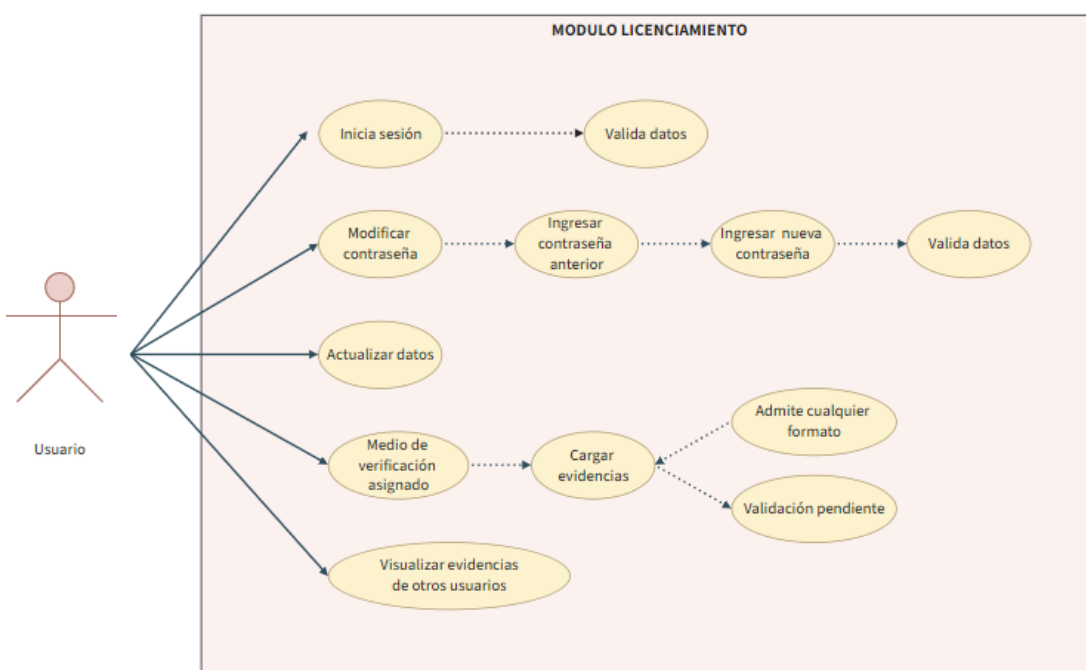 MODULO LICENCIAMIENTO
Inicia sesión
Valida datos
Modificar
contraseña
Ingresar
contraseña
anterior
Ingresar nueva
contraseña
Valida datos
Actualizar datos
Usuario
Medio de
verificación
asignado
Cargar
evidencias
Admite cualquier
formato
Validación pendiente
Visualizar evidencias
de otros usuarios